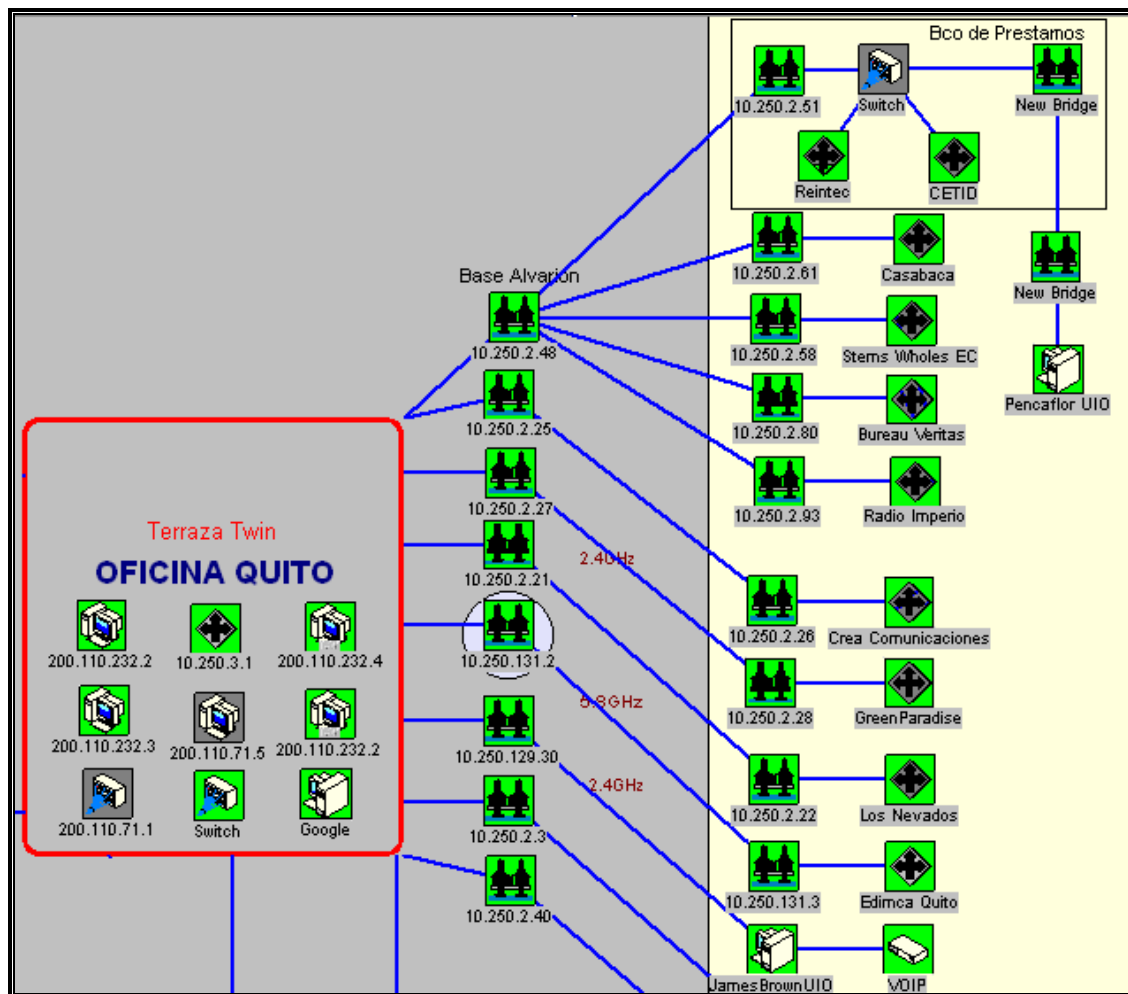 Bco de Prestamos
10.250.2.51
Switch
New Bridge
Reintec
CETID
10.250.2.61
Casabaca
New Bridge
Base Alvarion
10.250.2.48
10.250.2.58
Stems Wholes EC
Pencaflor UIO
10.250.2.25
10.250.2.80
Bureau Veritas
10.250.2.27
10.250.2.93
Radio Imperio
Terraza Twin
OFICINA QUITO
2.4GHz
10.250.2.21
200.110.232.2
10.250.3.1
200.110.232.4
10.250.131.2
10.250.2.26
Crea Comunicaciones
5.8GHz
10.250.2.28
GreenParadise
200.110.232.3
200.110.71.5
200.110.232.2
10.250.129.30
2.4GHz
10.250.2.22
Los Nevados
200.110.71.1
Switch
Google
10.250.2.3
10.250.2.40
10.250.131.3
Edimca Quito
JamesBrownUIO
VOIP